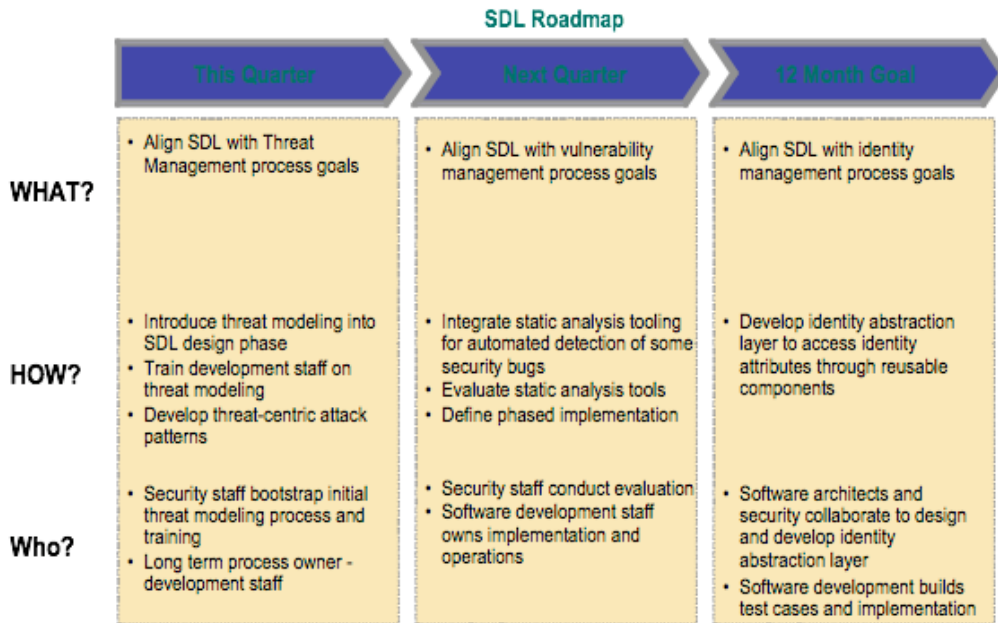 SDL Roadmap
This Quarter
Next Quarter
12 Month Goal
WHAT?
• Align SDL with Threat
Management process goals
• Align SDL with vulnerability
management process goals
• Align SDL with identity
management process goals
HOW?
• Introduce threat modeling into
SDL design phase
• Train development staff on
threat modeling
• Develop threat-centric attack
patterns
• Integrate static analysis tooling
for automated detection of some
security bugs
• Evaluate static analysis tools
• Define phased implementation
• Develop identity abstraction
layer to access identity
attributes through reusable
components
Who?
• Security staff bootstrap initial
threat modeling process and
training
• Long term process owner -
development staff
• Security staff conduct evaluation
• Software development staff
owns implementation and
operations
• Software architects and
security collaborate to design
and develop identity
abstraction layer
• Software development builds
test cases and implementation